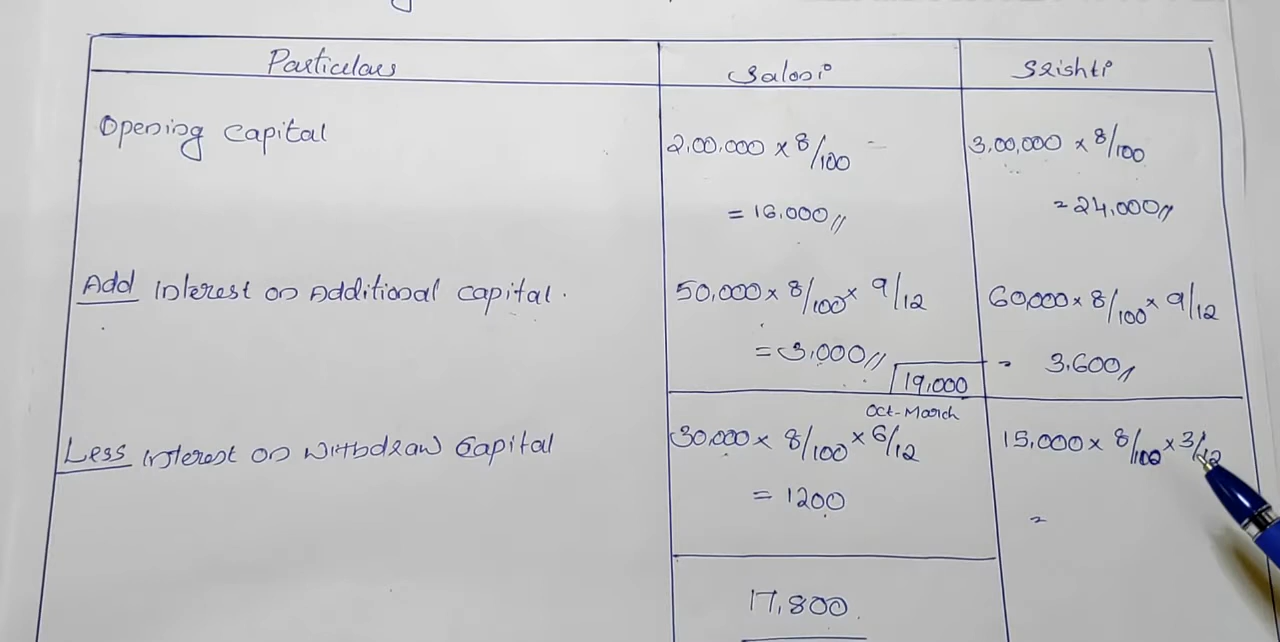 Particulars Saloni Srishti
Opening Capital 2,00,000 × 8/100 = 3,00,000 × 8/100
= 16,000// = 24,000//
Add Interest on Additional Capital. 50,000 × 8/100 × 9/12 60,000 × 8/100 × 9/12
= 3,000// = 3,600//
19,000
Oct-March
Less Interest on Withdraw Capital 30,000 × 8/100 × 6/12 15,000 × 8/100 × 3/12
= 1200 =
17,800